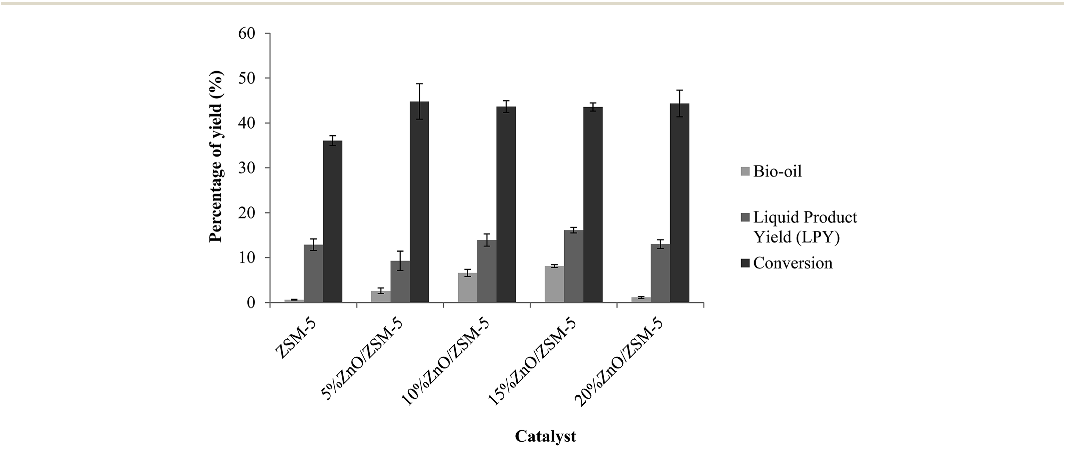 Percentage of yield (%)
60
50
40
30
20
10
0
ZSM-5
5%ZnO/ZSM-5
10%ZnO/ZSM-5
15%ZnO/ZSM-5
20%ZnO/ZSM-5
Catalyst
Bio-oil
Liquid Product
Yield (LPY)
Conversion